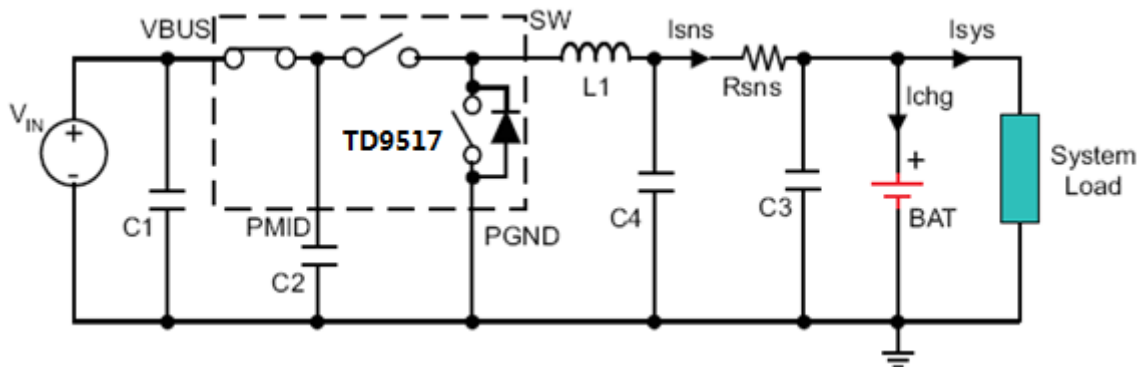 VBUS
SW
Isns
Isys
L1
Rsns
Ichg
VIN
+
-
TD9517
+
System
Load
C1
PMID
C2
PGND
C4
C3
BAT